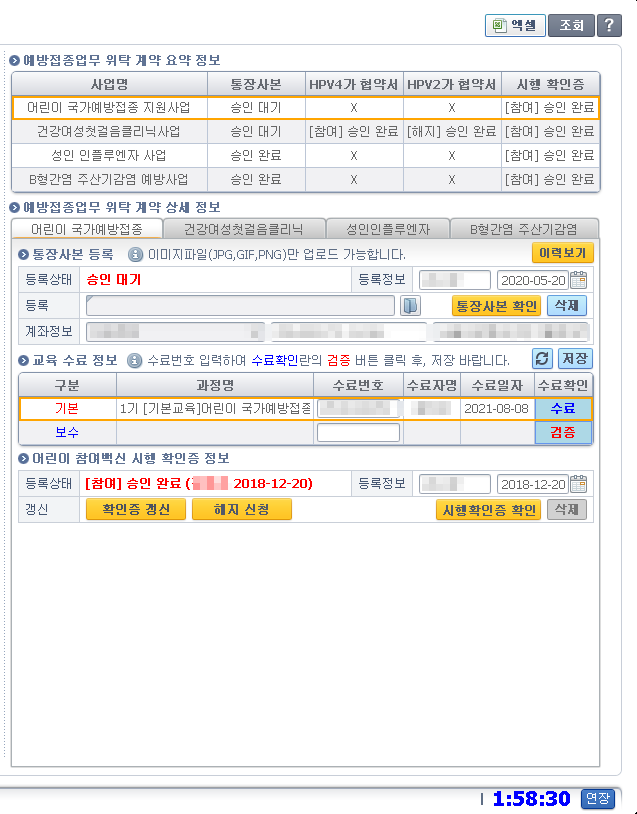 엑셀 조회 ?
예방접종업무 위탁 계약 요약 정보
사업명 통장사본 HPV4가 협약서 HPV2가 협약서 시행 확인증
어린이 국가예방접종 지원사업 승인 대기 X X [참여] 승인 완료
건강여성첫걸음클리닉사업 승인 대기 [참여] 승인 완료 [해지] 승인 완료 [참여] 승인 완료
성인 인플루엔자 사업 승인 완료 X X [참여] 승인 완료
B형간염 주산기감염 예방사업 승인 완료 X X [참여] 승인 완료
예방접종업무 위탁 계약 상세 정보
어린이 국가예방접종 건강여성첫걸음클리닉 성인인플루엔자 B형간염 주산기감염
통장사본 등록 이미지파일(JPG,GIF,PNG)만 업로드 가능합니다. 이력보기
등록상태 승인 대기 등록정보 2020-05-20
등록 통장사본 확인 삭제
계좌정보
교육 수료 정보 수료번호 입력하여 수료확인란의 검증 버튼 클릭 후, 저장 바랍니다. 저장
구분 과정명 수료번호 수료자명 수료일자 수료확인
기본 1기 [기본교육]어린이 국가예방접종 2021-08-08 수료
보수 검증
어린이 참여백신 시행 확인증 정보
등록상태 [참여] 승인 완료 ( 2018-12-20) 등록정보 2018-12-20
갱신 확인증 갱신 해지 신청 시행확인증 확인 삭제
1:58:30 연장